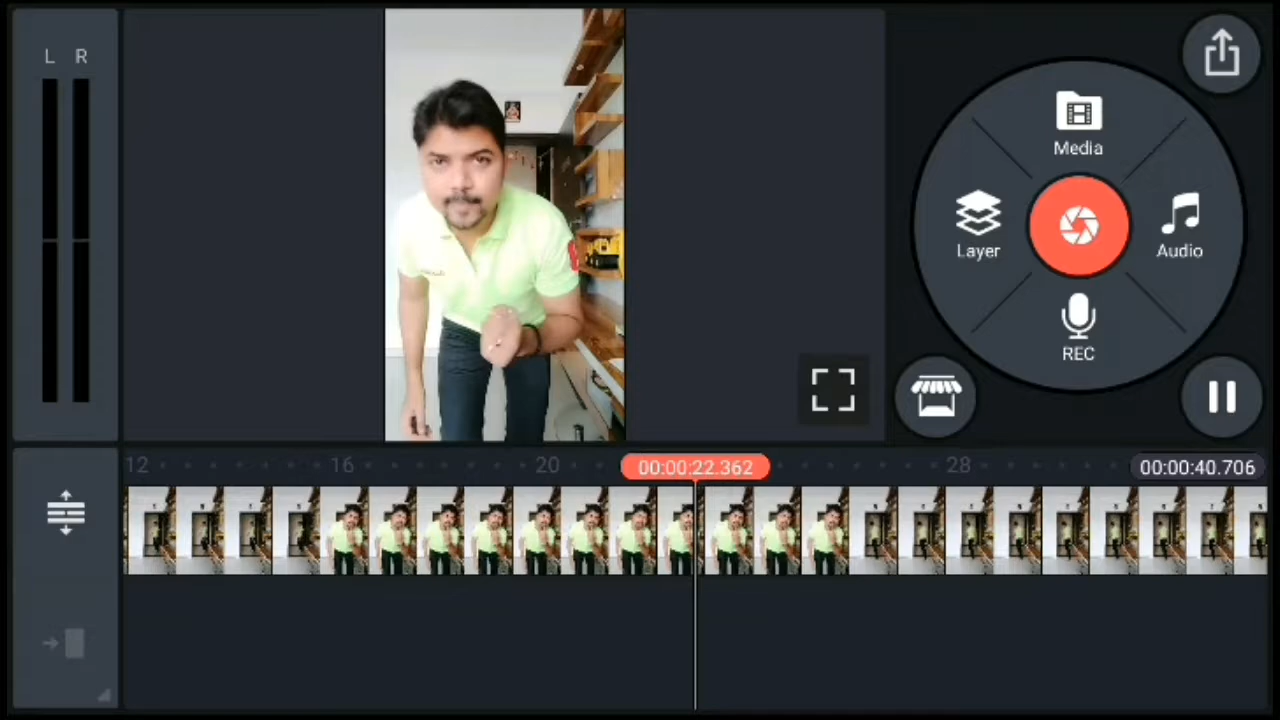 L R
Media
Layer
Audio
REC
12
16
20
00:00:22.362
28
00:00:40.706